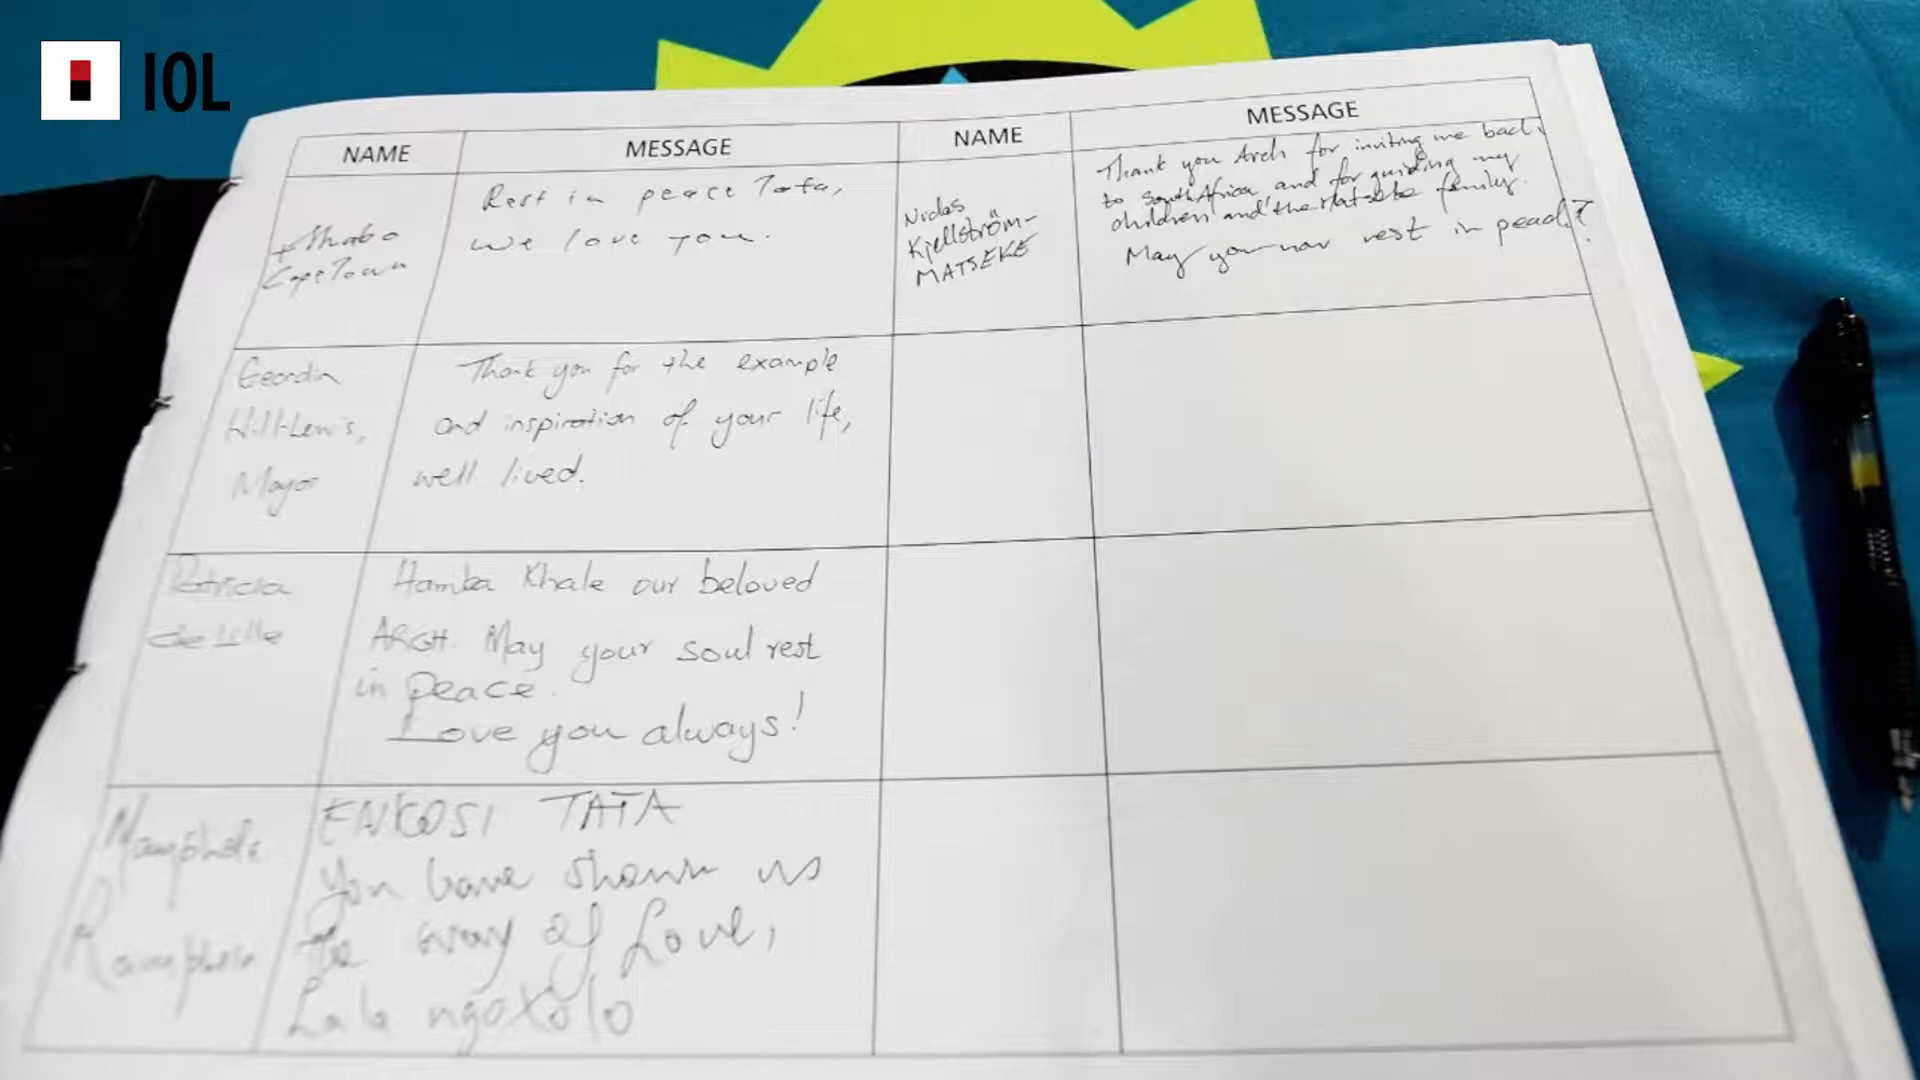 IOL
NAME MESSAGE NAME MESSAGE
+Thabo
CapeTown
Rest in peace Tata,
we love you.
Geordin
Hill-Lewis,
Mayor
Thank you for the example
and inspiration of your life,
well lived.
Patricia
de Lille
Hamba Khale our beloved
ARCH. May your soul rest
in peace.
Love you always!
Mamphela
Ramphele
ENKOSI TATA
You have shown us
the way of Love,
Lala ngoxolo
Niclas
Kjellström-
MATSEKE
Thank you Arch for inviting me back
to South Africa, and for guiding my
children and the Matseke family.
May you now rest in peace